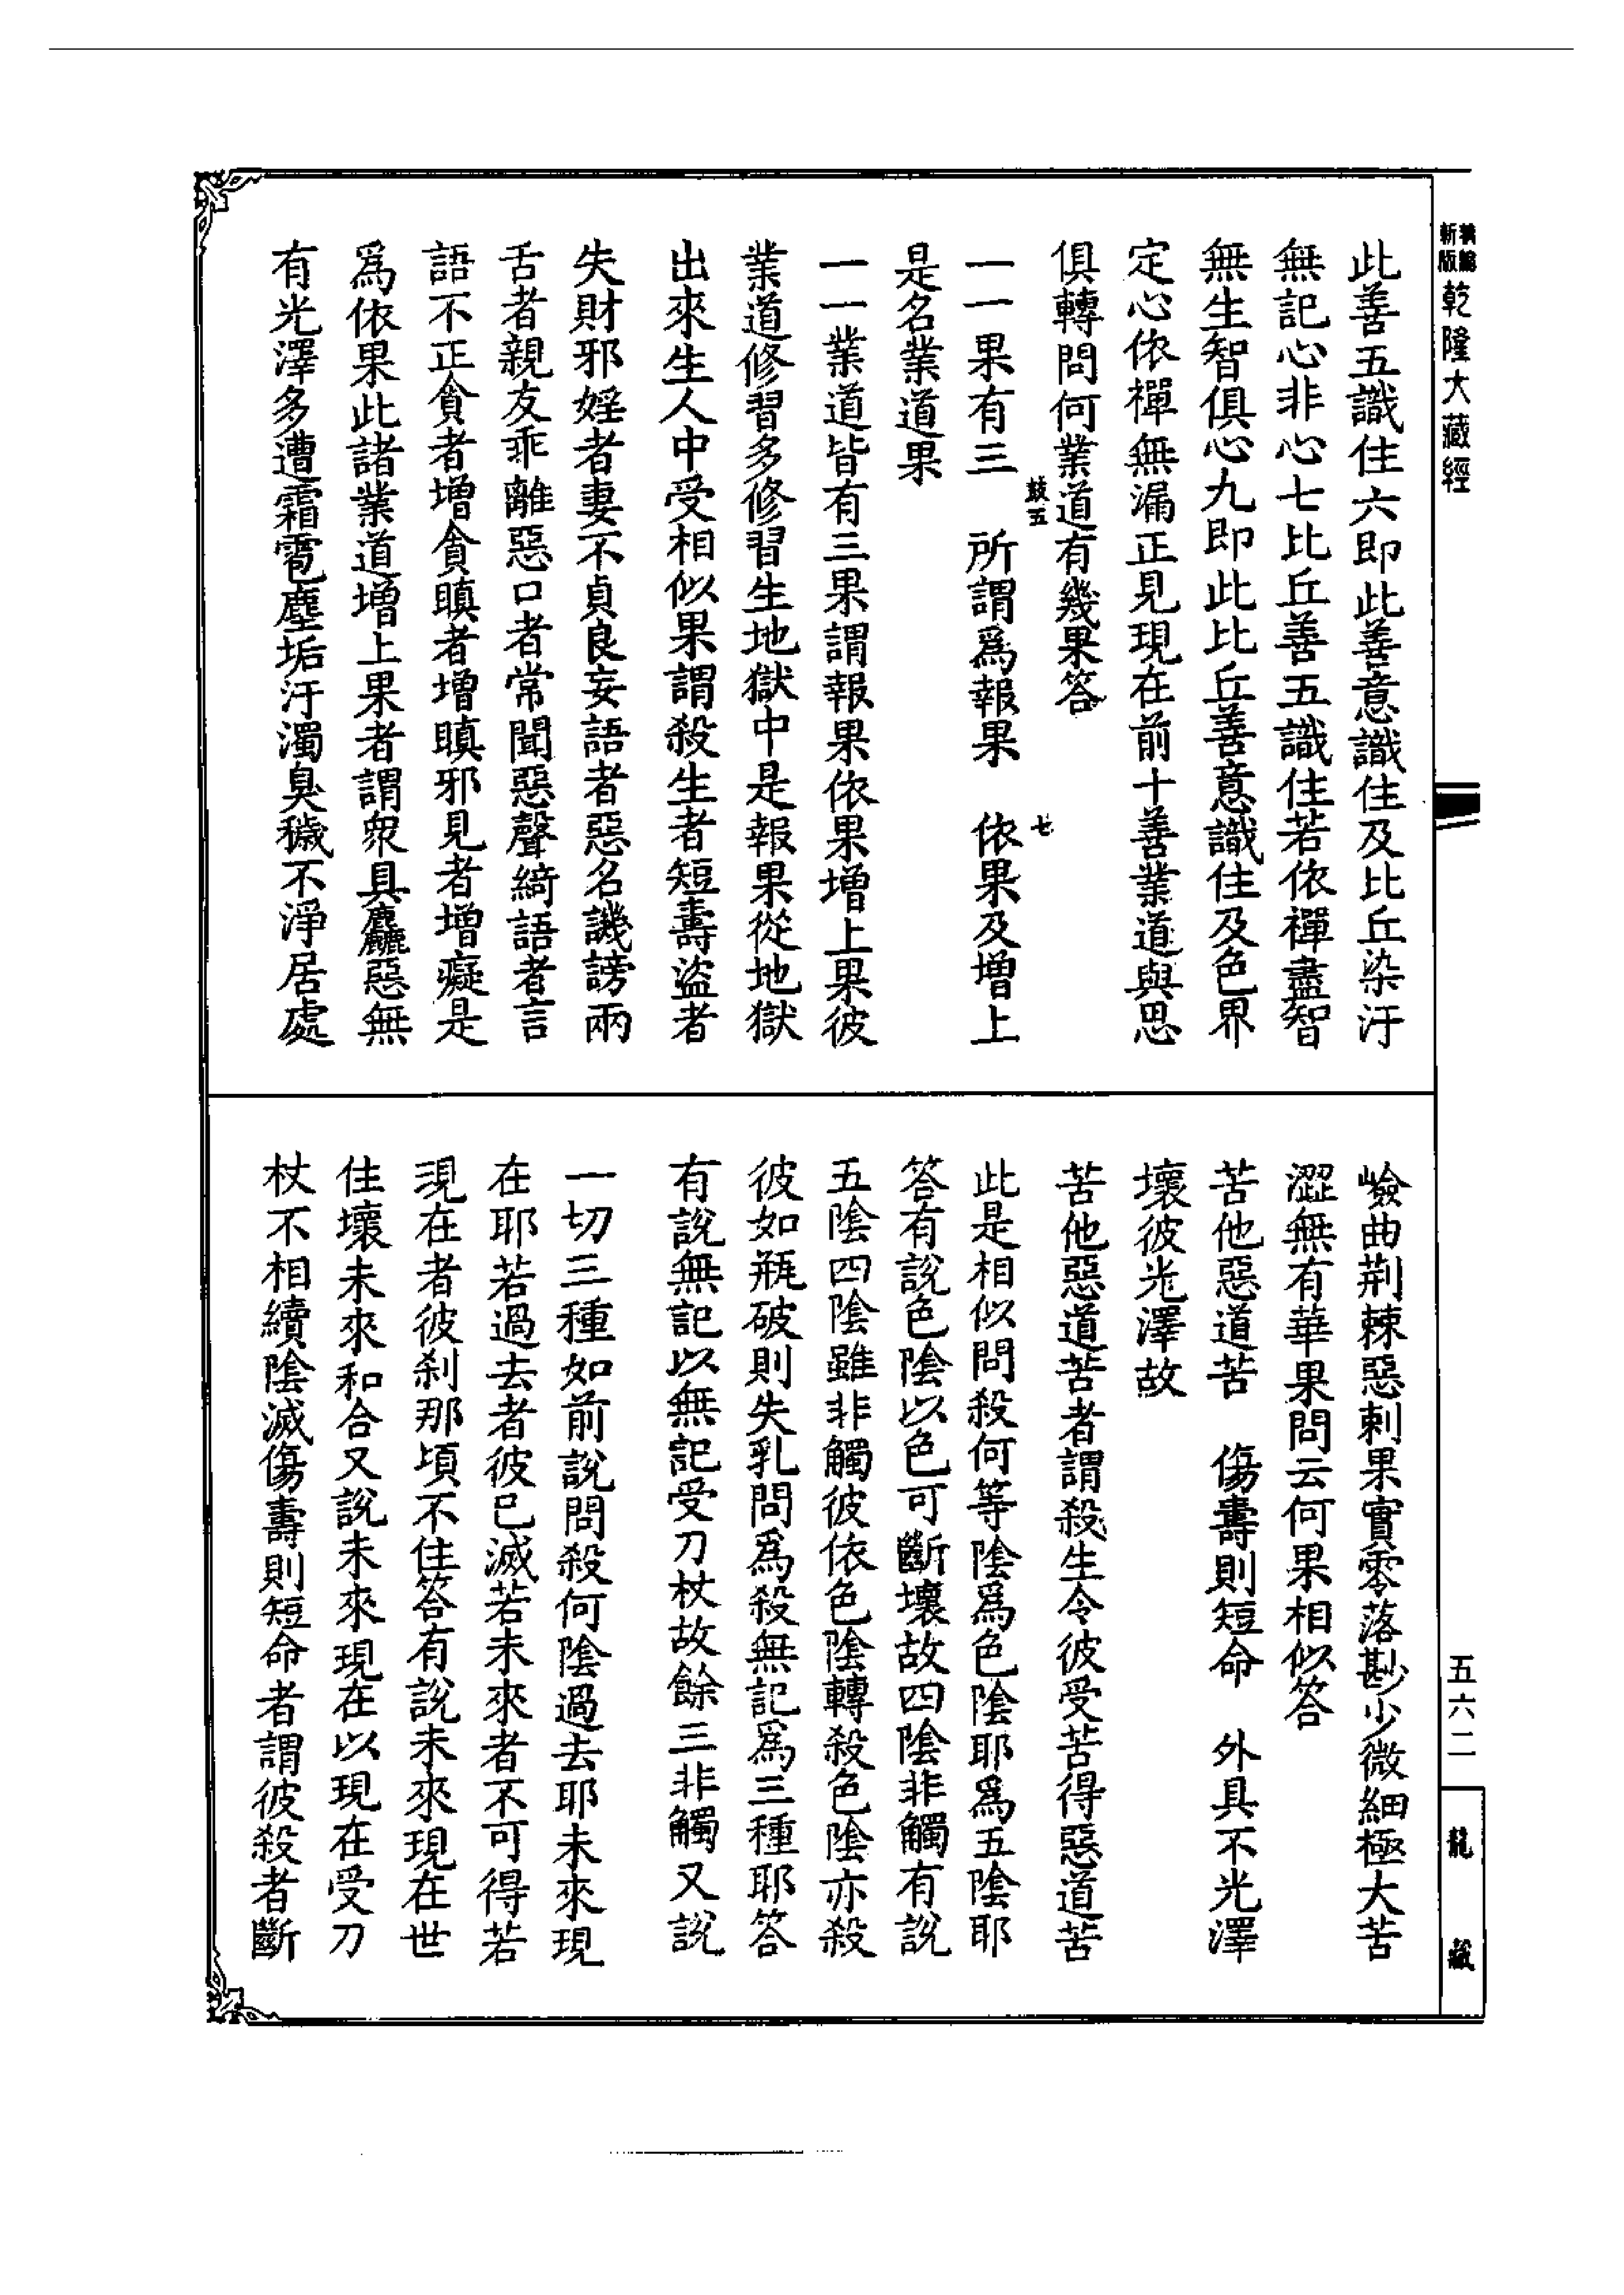 新版
乾隆大藏經
此善五識住六即此善意識住及比丘染汙
無記心非心七比丘善五識住若依禪盡智
無生智俱心九即此比丘善意識住及色界
定心依禪無漏正見現在前十善業道與思
俱轉問何業道有幾果答
鼓五
七
一一果有三　所謂為報果　依果及增上
是名業道果
一一業道皆有三果謂報果依果增上果彼
業道修習多修習生地獄中是報果從地獄
出來生人中受相似果謂殺生者短壽盜者
失財邪婬者妻不貞良妄語者惡名譏謗兩
舌者親友乖離惡口者常聞惡聲綺語者言
語不正貪者增貪瞋者增瞋邪見者增癡是
為依果此諸業道增上果者謂眾具麤惡無
有光澤多遭霜雹塵垢汙濁臭穢不淨居處
嶮曲荆棘惡刺果實零落尠少微細極大苦
澀無有華果問云何果相似答
苦他惡道苦　傷壽則短命　外具不光澤
壞彼光澤故
苦他惡道苦者謂殺生令彼受苦得惡道苦
此是相似問殺何等陰為色陰耶為五陰耶
答有說色陰以色可斷壞故四陰非觸有說
五陰四陰雖非觸彼依色陰轉殺色陰亦殺
彼如瓶破則失乳問為殺無記為三種耶答
有說無記以無記受刀杖故餘三非觸又說
一切三種如前說問殺何陰過去耶未來現
在耶若過去者彼已滅若未來者不可得若
現在者彼刹那頃不住答有說未來現在世
住壞未來和合又說未來現在以現在受刀
杖不相續陰滅傷壽則短命者謂彼殺者斷
五六二
龍藏